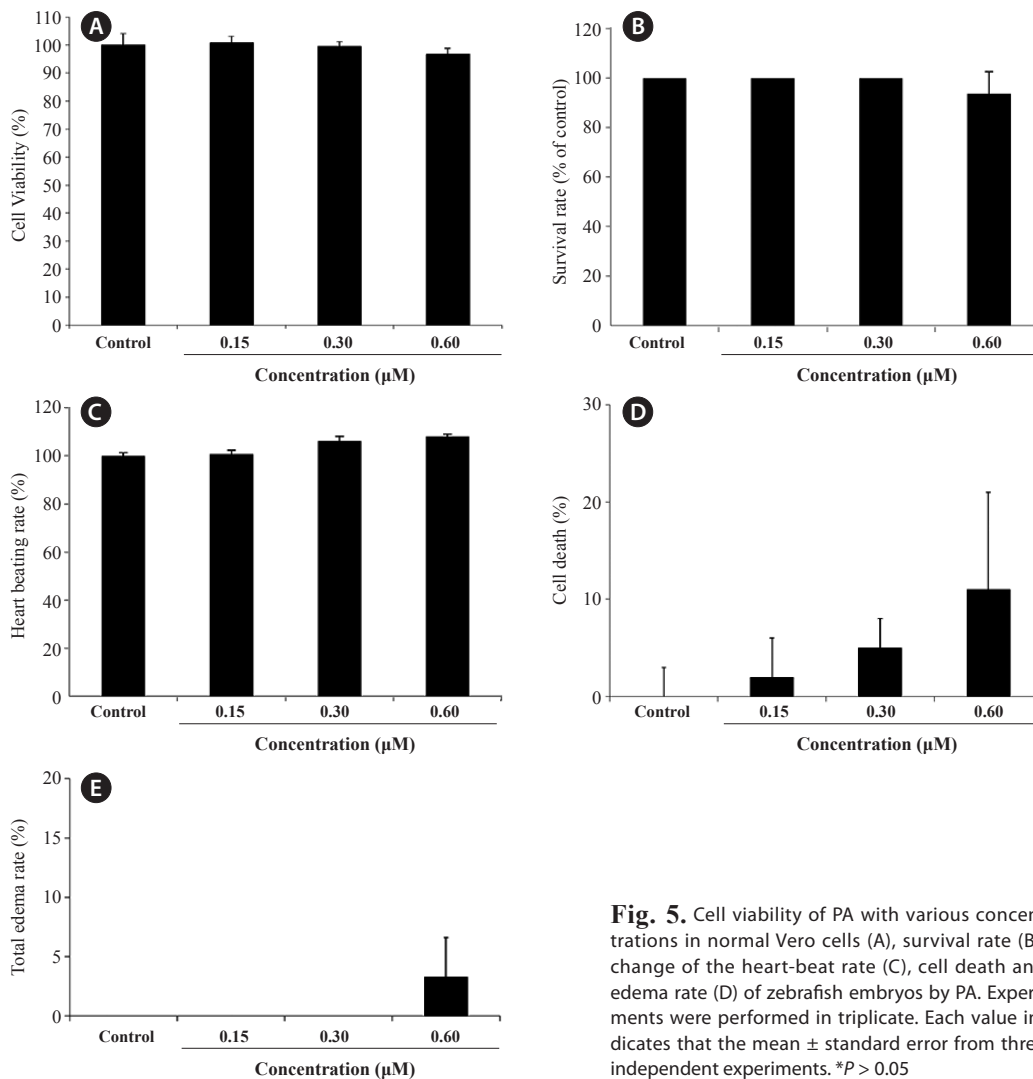 A
Cell Viability (%)
110
100
90
80
70
60
50
40
30
20
10
0
Control 0.15 0.30 0.60
Concentration (μM)
B
Survival rate (% of control)
120
100
80
60
40
20
0
Control 0.15 0.30 0.60
Concentration (μM)
C
Heart beating rate (%)
120
100
80
60
40
20
0
Control 0.15 0.30 0.60
Concentration (μM)
D
Cell death (%)
30
20
10
0
Control 0.15 0.30 0.60
Concentration (μM)
E
Total edema rate (%)
20
15
10
5
0
Control 0.15 0.30 0.60
Concentration (μM)
Fig. 5. Cell viability of PA with various concen
trations in normal Vero cells (A), survival rate (B
change of the heart-beat rate (C), cell death an
edema rate (D) of zebrafish embryos by PA. Exper
ments were performed in triplicate. Each value in
dicates that the mean ± standard error from thre
independent experiments. *P > 0.05